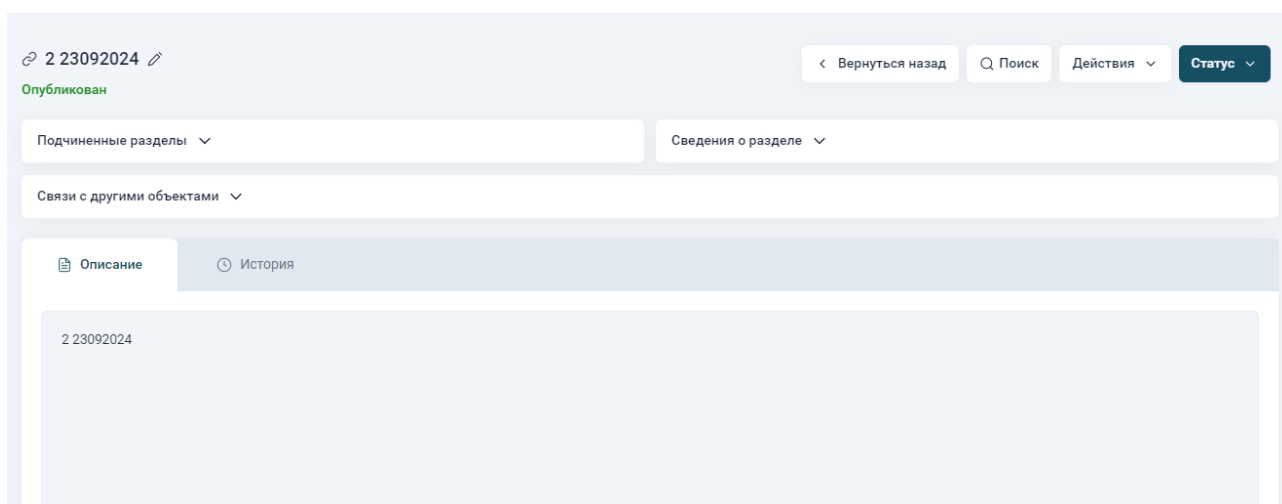 2 23092024
Вернуться назад
Поиск
Действия
Статус
Опубликован
Подчиненные разделы
Сведения о разделе
Связи с другими объектами
Описание
История
2 23092024